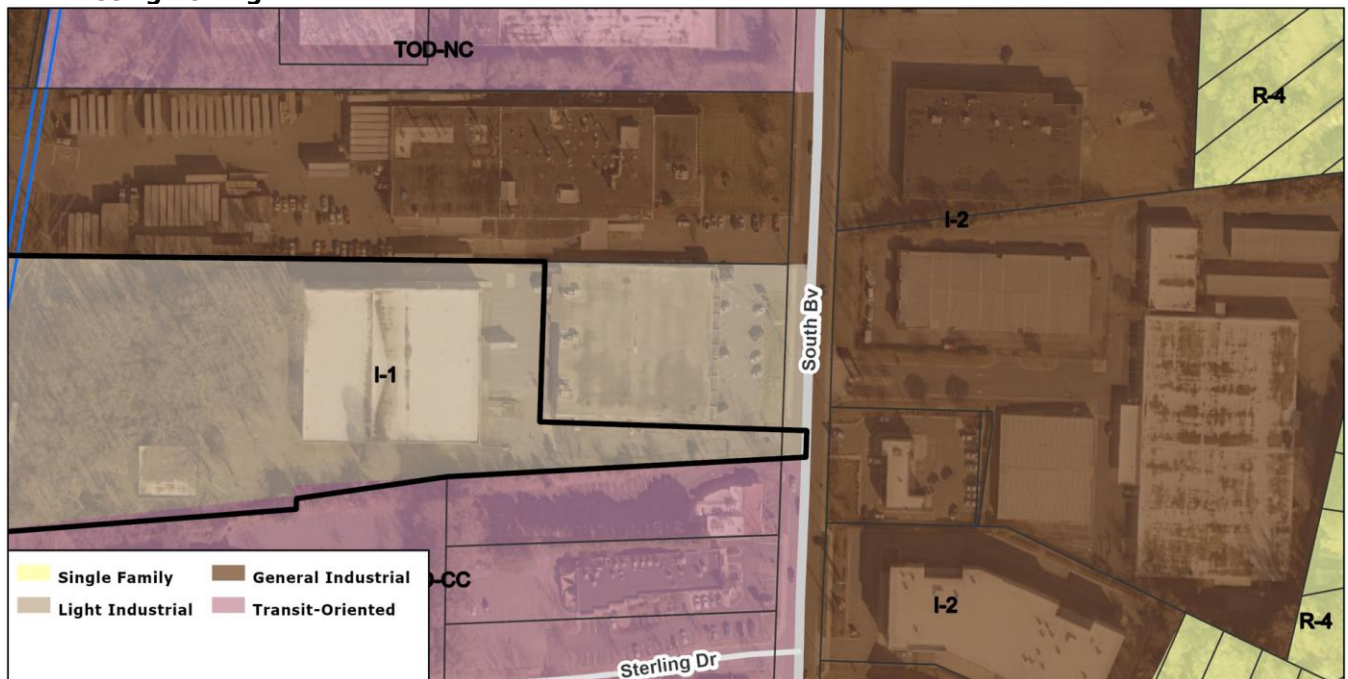 TOD-NC
R-4
I-2
South Bv
I-1
Single Family
General Industrial
Light Industrial
Transit-Oriented
D-CC
I-2
R-4
Sterling Dr